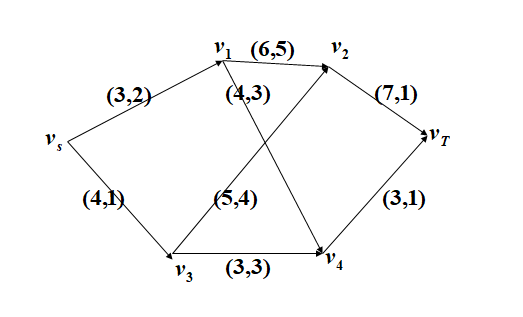 v1 (6,5) v2
(3,2) (4,3) (7,1)
vs vT
(4,1) (5,4) (3,1)
v3 (3,3) v4